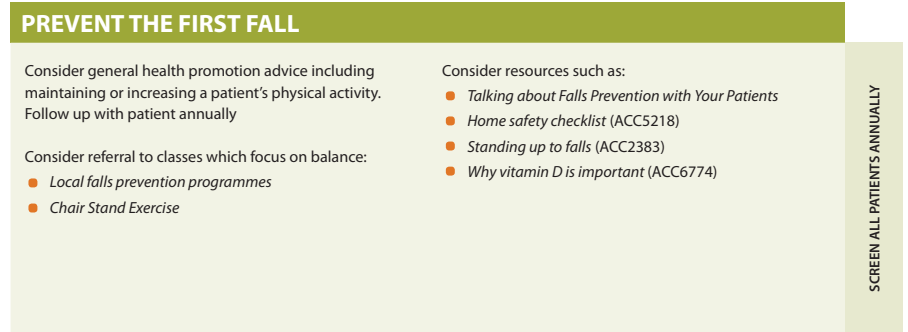 PREVENT THE FIRST FALL
Consider general health promotion advice including
maintaining or increasing a patient's physical activity.
Follow up with patient annually
Consider referral to classes which focus on balance:
Local falls prevention programmes
Chair Stand Exercise
Consider resources such as:
Talking about Falls Prevention with Your Patients
Home safety checklist (ACC5218)
Standing up to falls (ACC2383)
Why vitamin D is important (ACC6774)
SCREEN ALL PATIENTS ANNUALLY